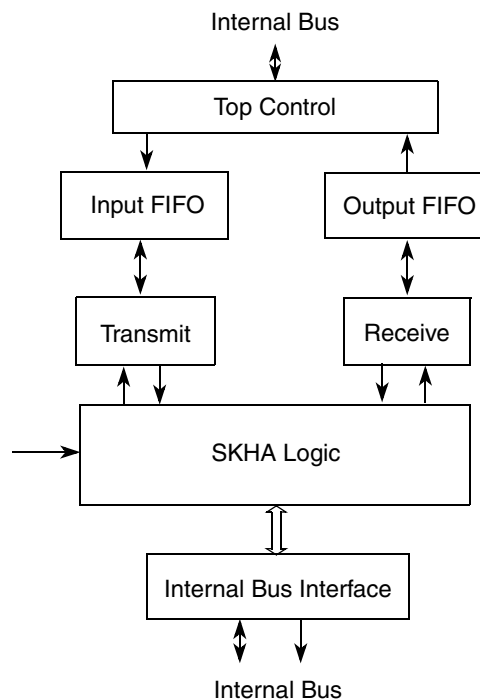 Internal Bus
Top Control
Input FIFO
Output FIFO
Transmit
Receive
SKHA Logic
Internal Bus Interface
Internal Bus